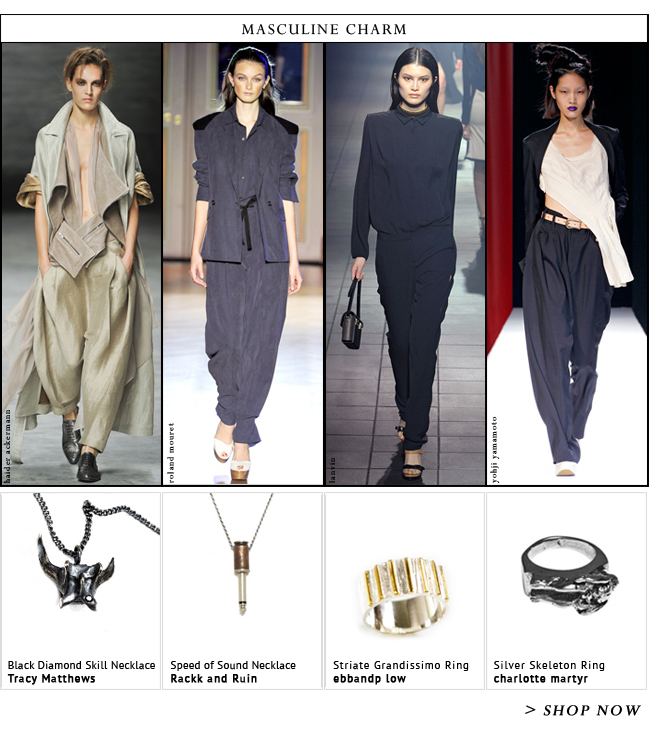 MASCULINE CHARM
haider ackermann
roland mouret
lanvin
yohji yamamoto
Black Diamond Skill Necklace
Tracy Matthews
Speed of Sound Necklace
Rackk and Ruin
Striate Grandissimo Ring
ebbandp low
Silver Skeleton Ring
charlotte martyr
> SHOP NOW